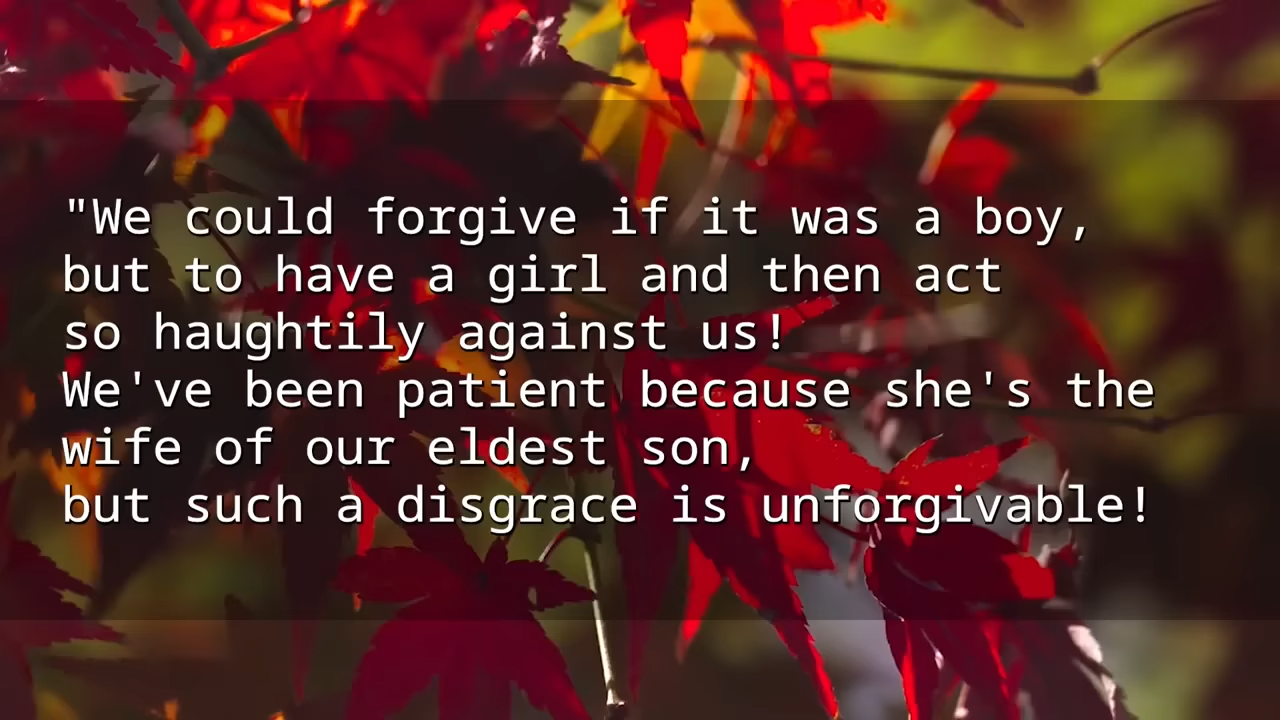 "We could forgive if it was a boy,
but to have a girl and then act
so haughtily against us!
We've been patient because she's the
wife of our eldest son,
but such a disgrace is unforgivable!